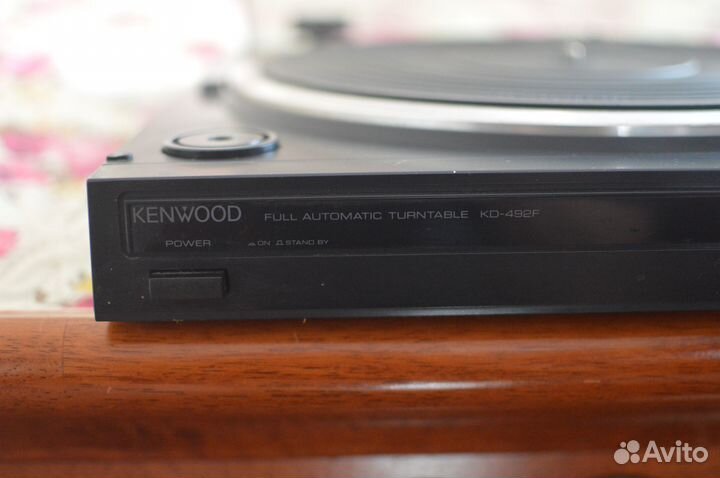 KENWOOD FULL AUTOMATIC TURNTABLE KD-492F
POWER ON STAND BY
Avito